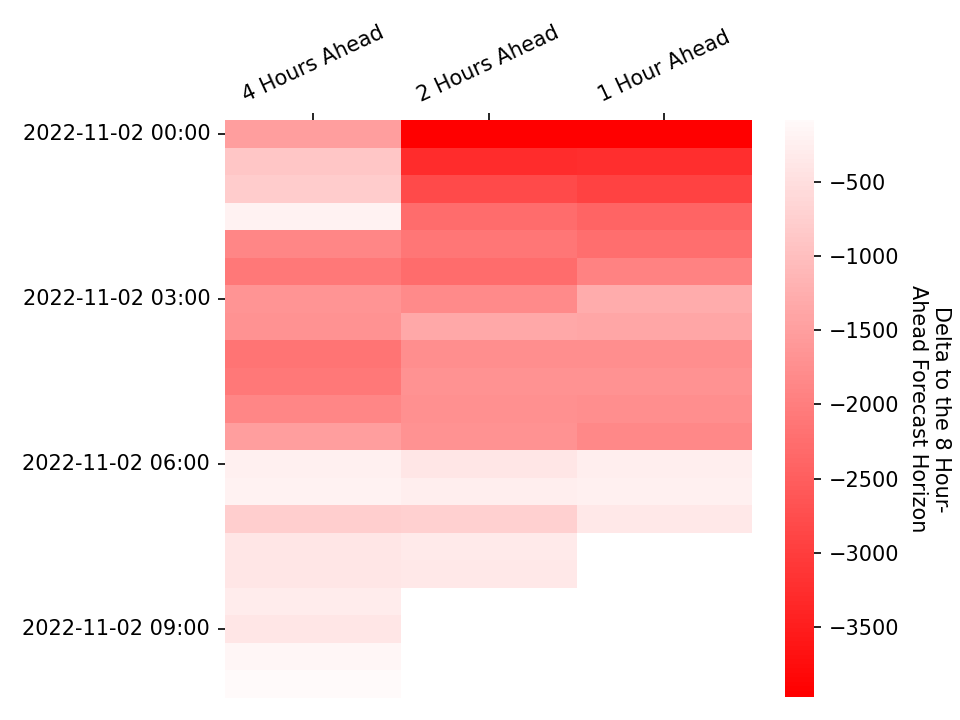 4 Hours Ahead
2 Hours Ahead
1 Hour Ahead
2022-11-02 00:00
2022-11-02 03:00
2022-11-02 06:00
2022-11-02 09:00
−500
−1000
−1500
−2000
−2500
−3000
−3500
Delta to the 8 Hour-
Ahead Forecast Horizon